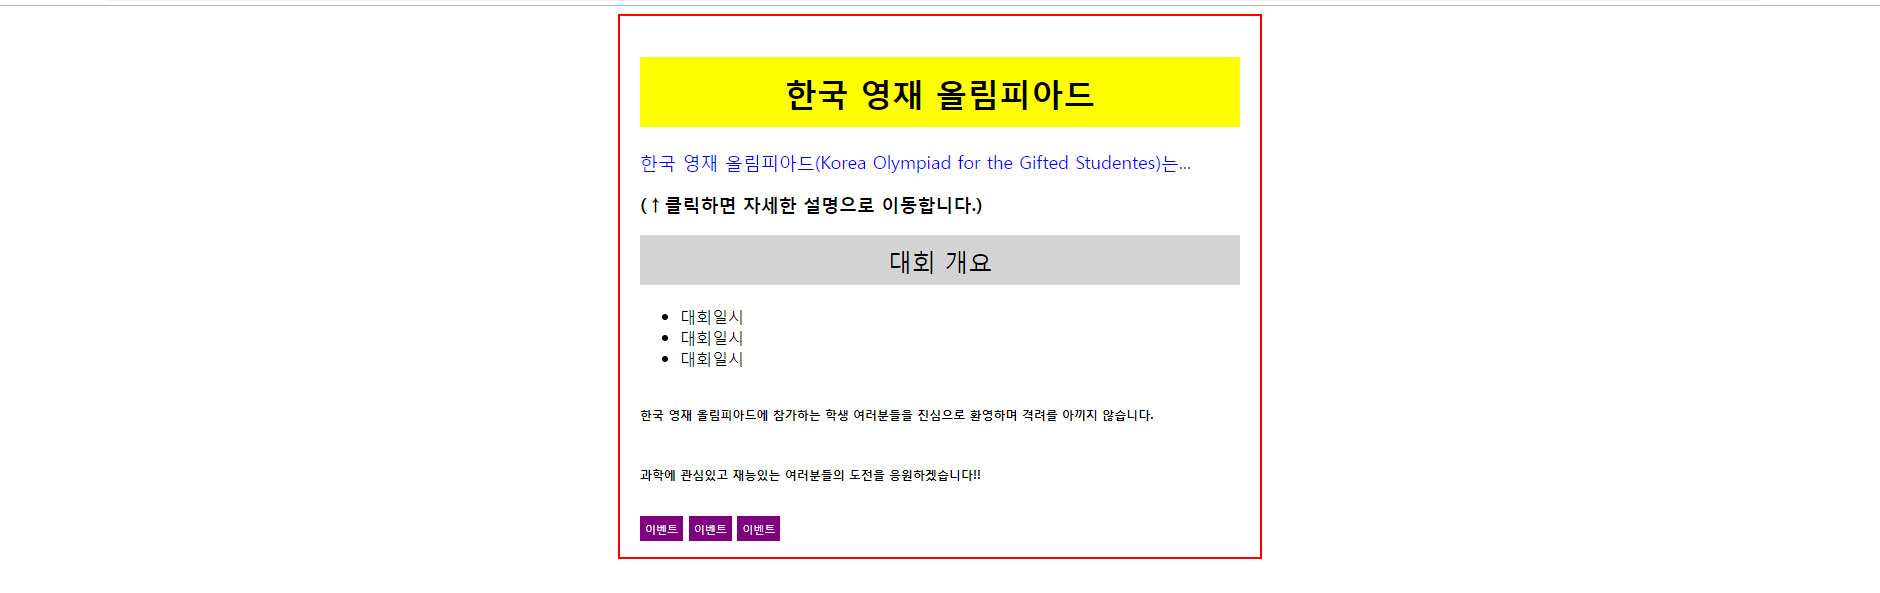 한국 영재 올림피아드
한국 영재 올림피아드(Korea Olympiad for the Gifted Studentes)는...
(↑클릭하면 자세한 설명으로 이동합니다.)
대회 개요
• 대회일시
• 대회일시
• 대회일시
한국 영재 올림피아드에 참가하는 학생 여러분들을 진심으로 환영하며 격려를 아끼지 않습니다.
과학에 관심있고 재능있는 여러분들의 도전을 응원하겠습니다!!
이벤트 이벤트 이벤트